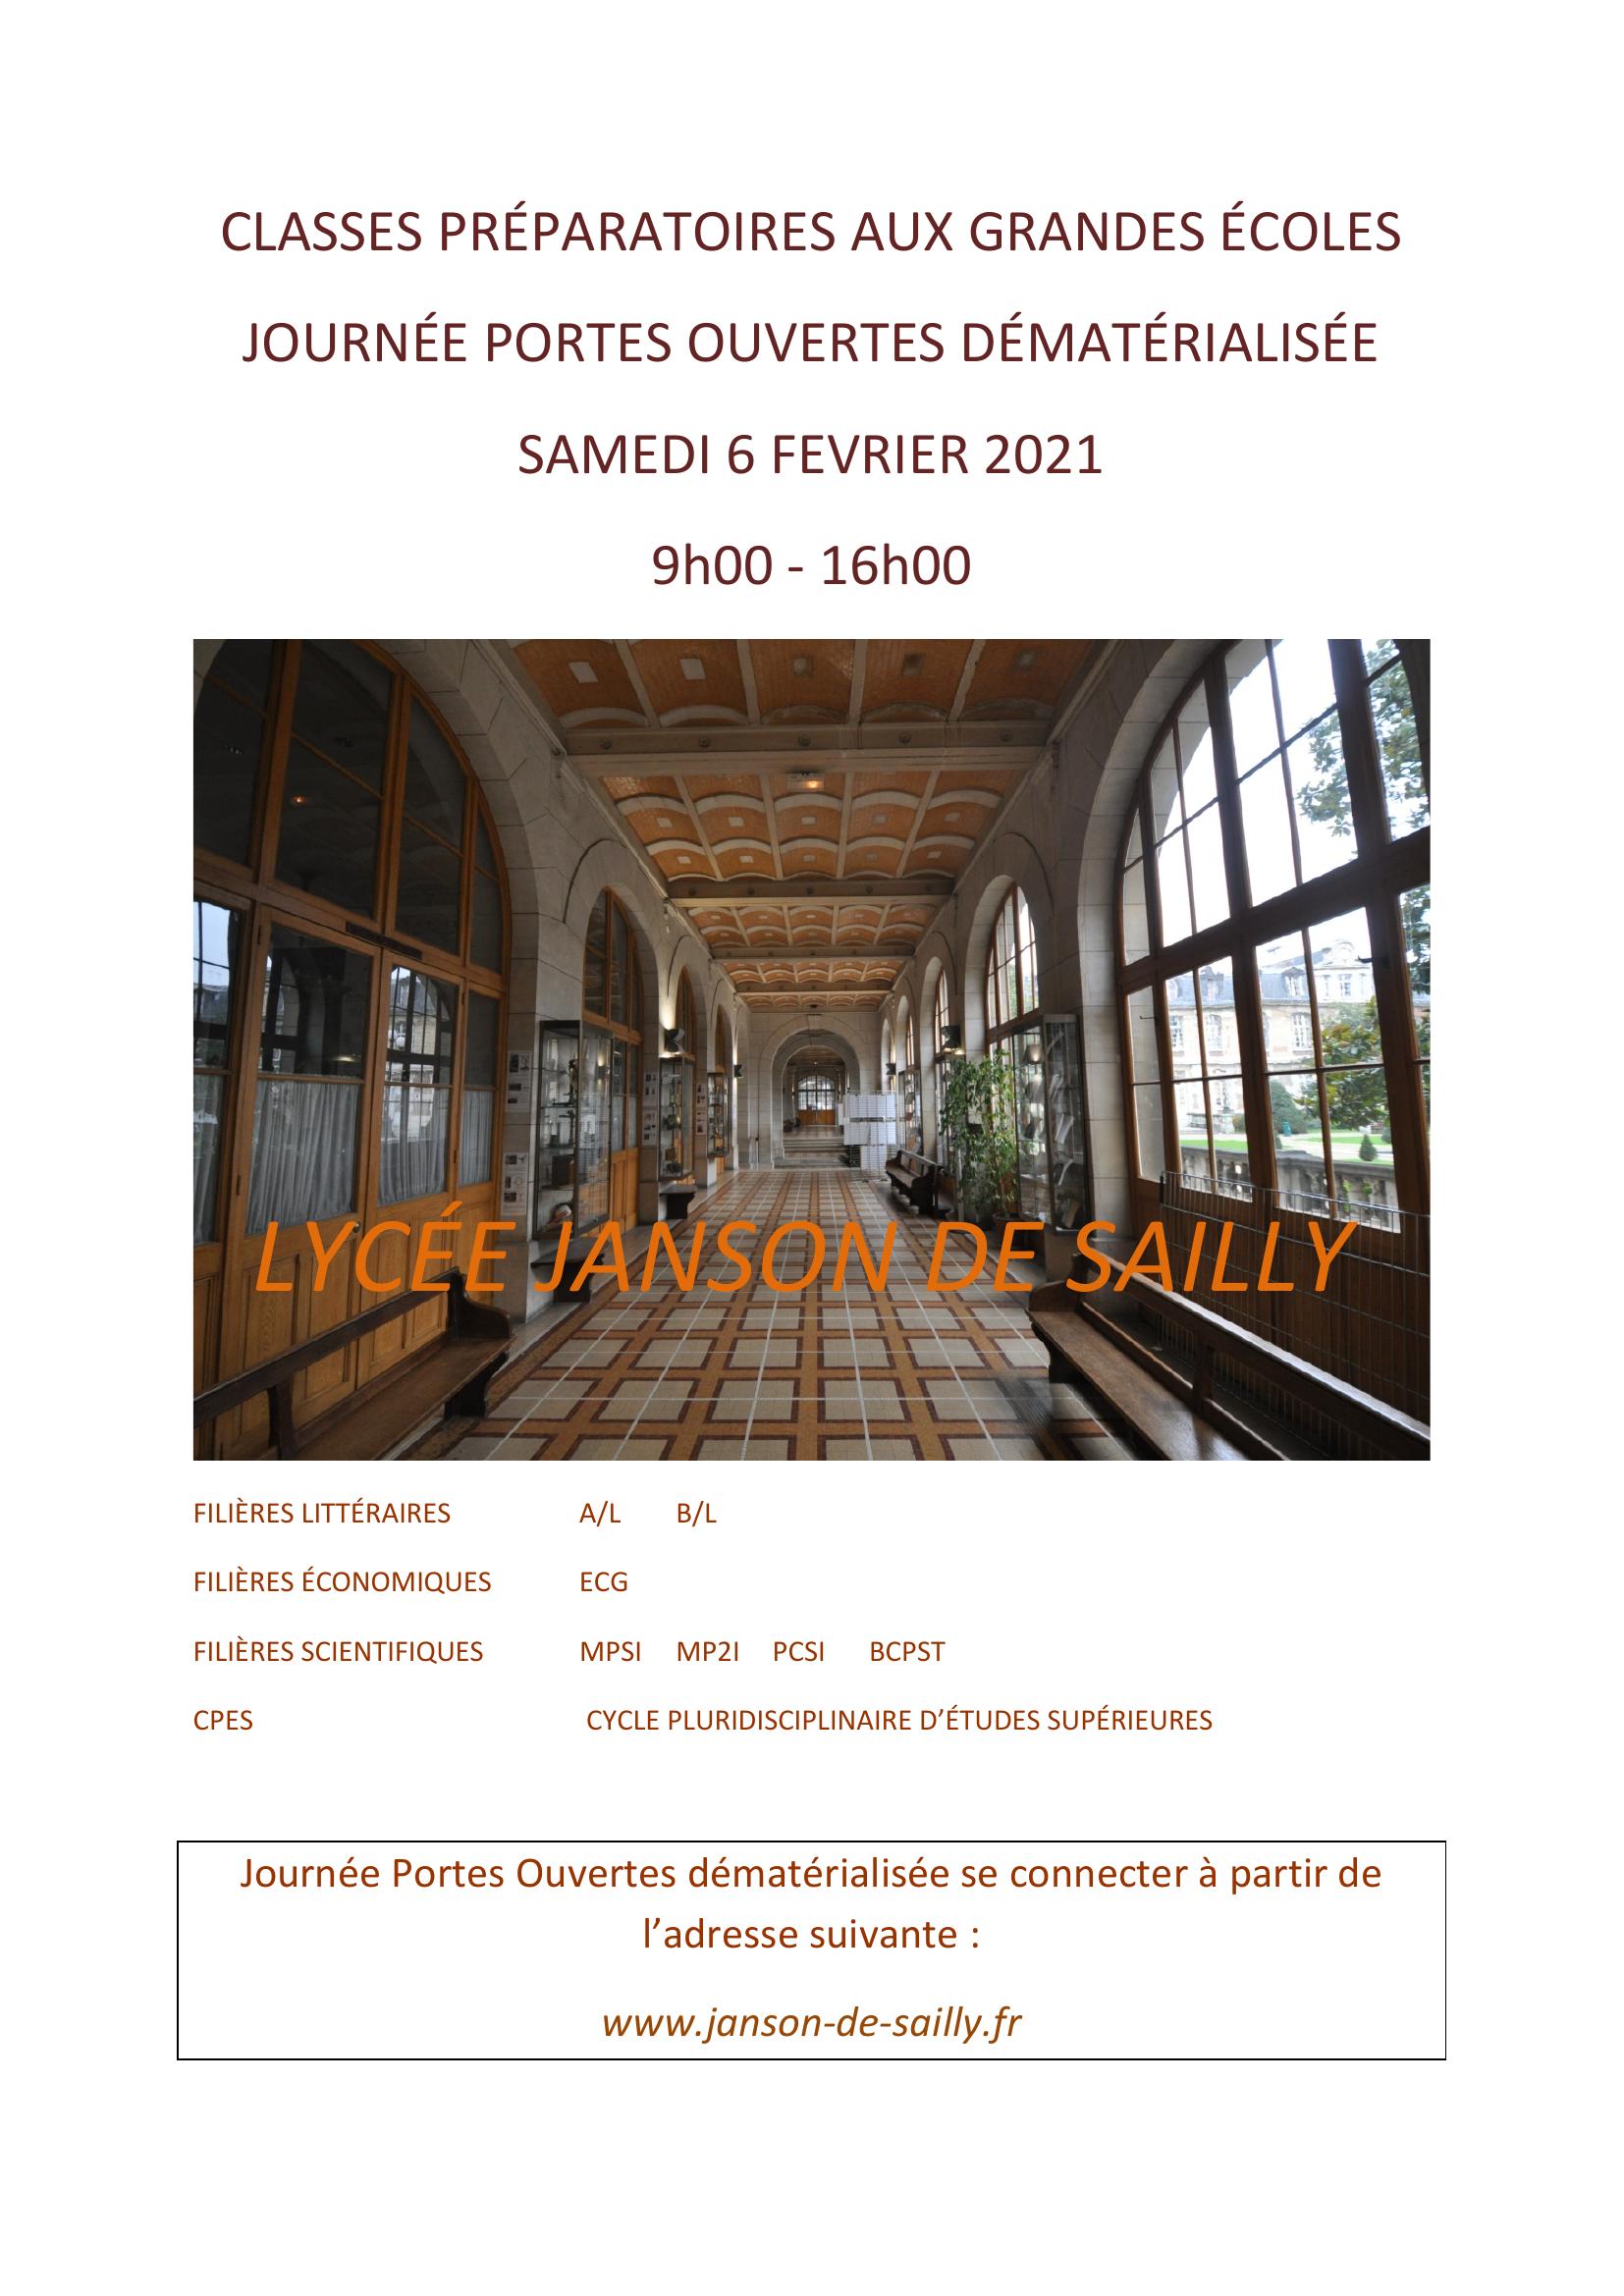 CLASSES PRÉPARATOIRES AUX GRANDES ÉCOLES
JOURNÉE PORTES OUVERTES DÉMATÉRIALISÉE
SAMEDI 6 FEVRIER 2021
9h00 - 16h00
LYCÉE JANSON DE SAILLY
FILIÈRES LITTÉRAIRES A/L B/L
FILIÈRES ÉCONOMIQUES ECG
FILIÈRES SCIENTIFIQUES MPSI MP2I PCSI BCPST
CPES CYCLE PLURIDISCIPLINAIRE D’ÉTUDES SUPÉRIEURES
Journée Portes Ouvertes dématérialisée se connecter à partir de
l’adresse suivante :
www.janson-de-sailly.fr